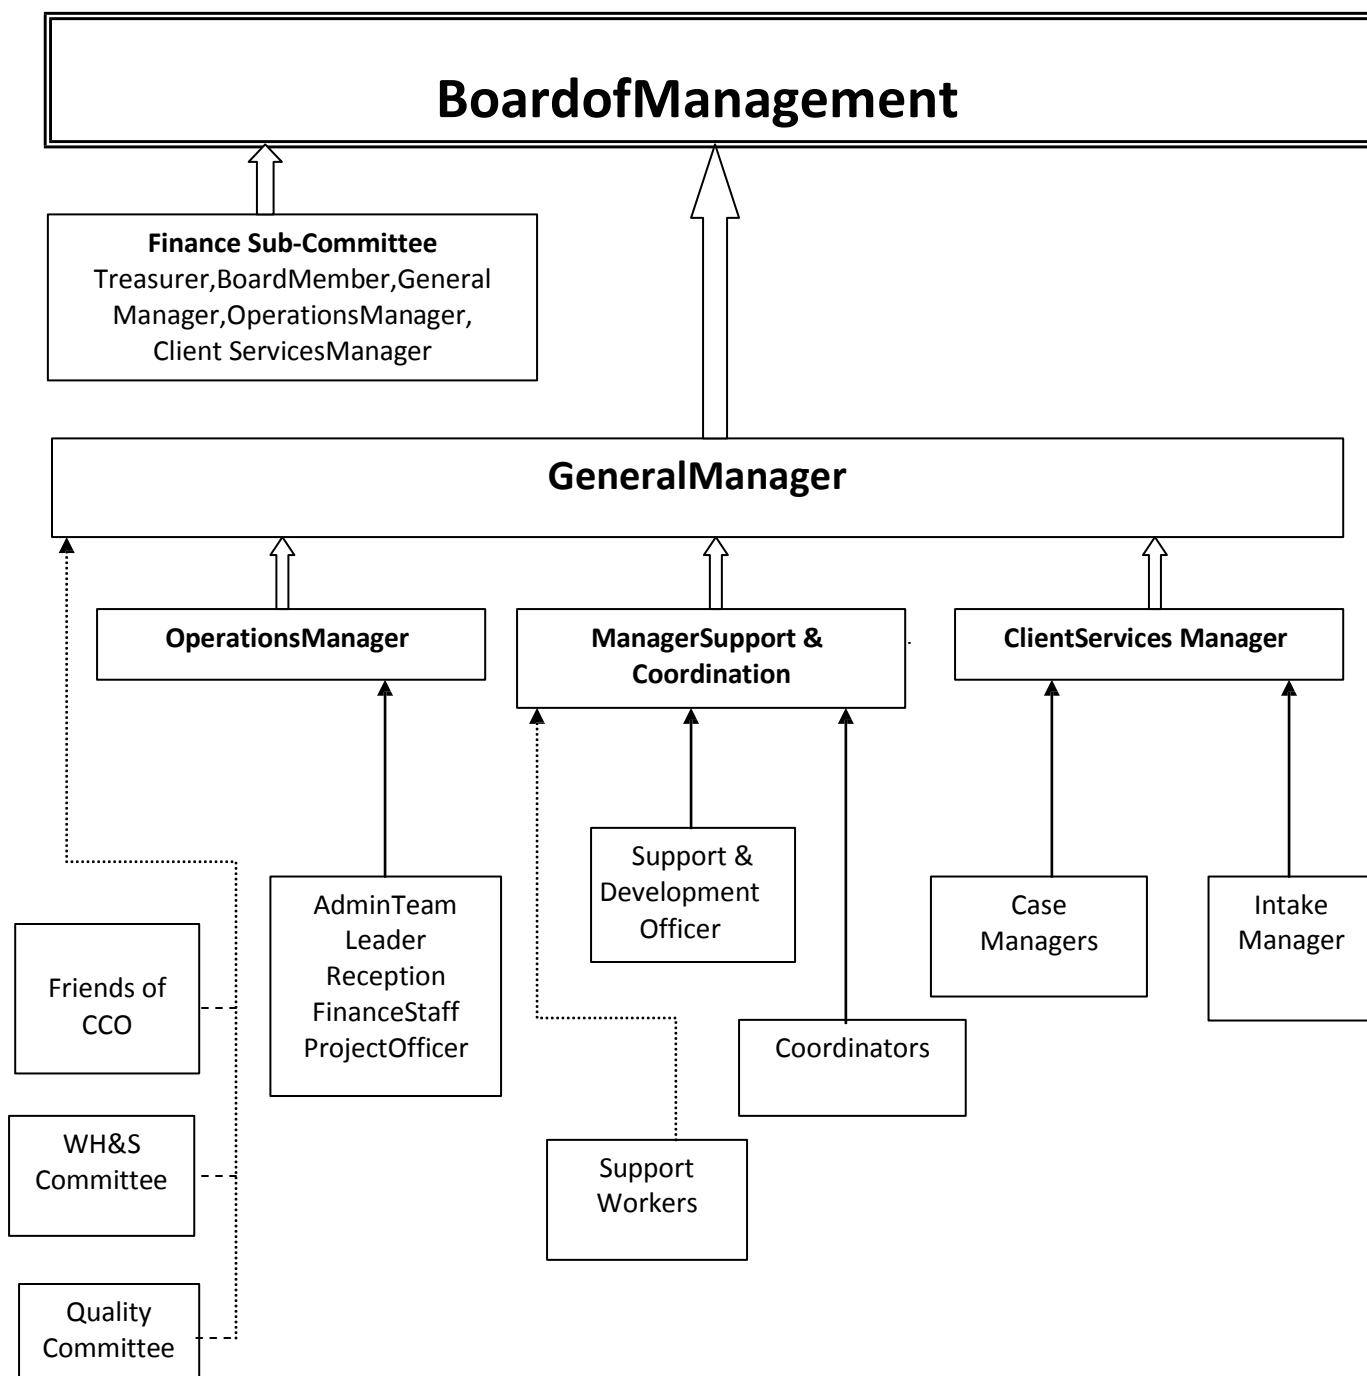 BoardofManagement
Finance Sub-Committee
Treasurer,BoardMember,General
Manager,OperationsManager,
Client ServicesManager
GeneralManager
OperationsManager
ManagerSupport &
Coordination
ClientServices Manager
Support &
Development
Officer
AdminTeam
Leader
Reception
FinanceStaff
ProjectOfficer
Case
Managers
Intake
Manager
Friends of
CCO
Coordinators
WH&S
Committee
Support
Workers
Quality
Committee